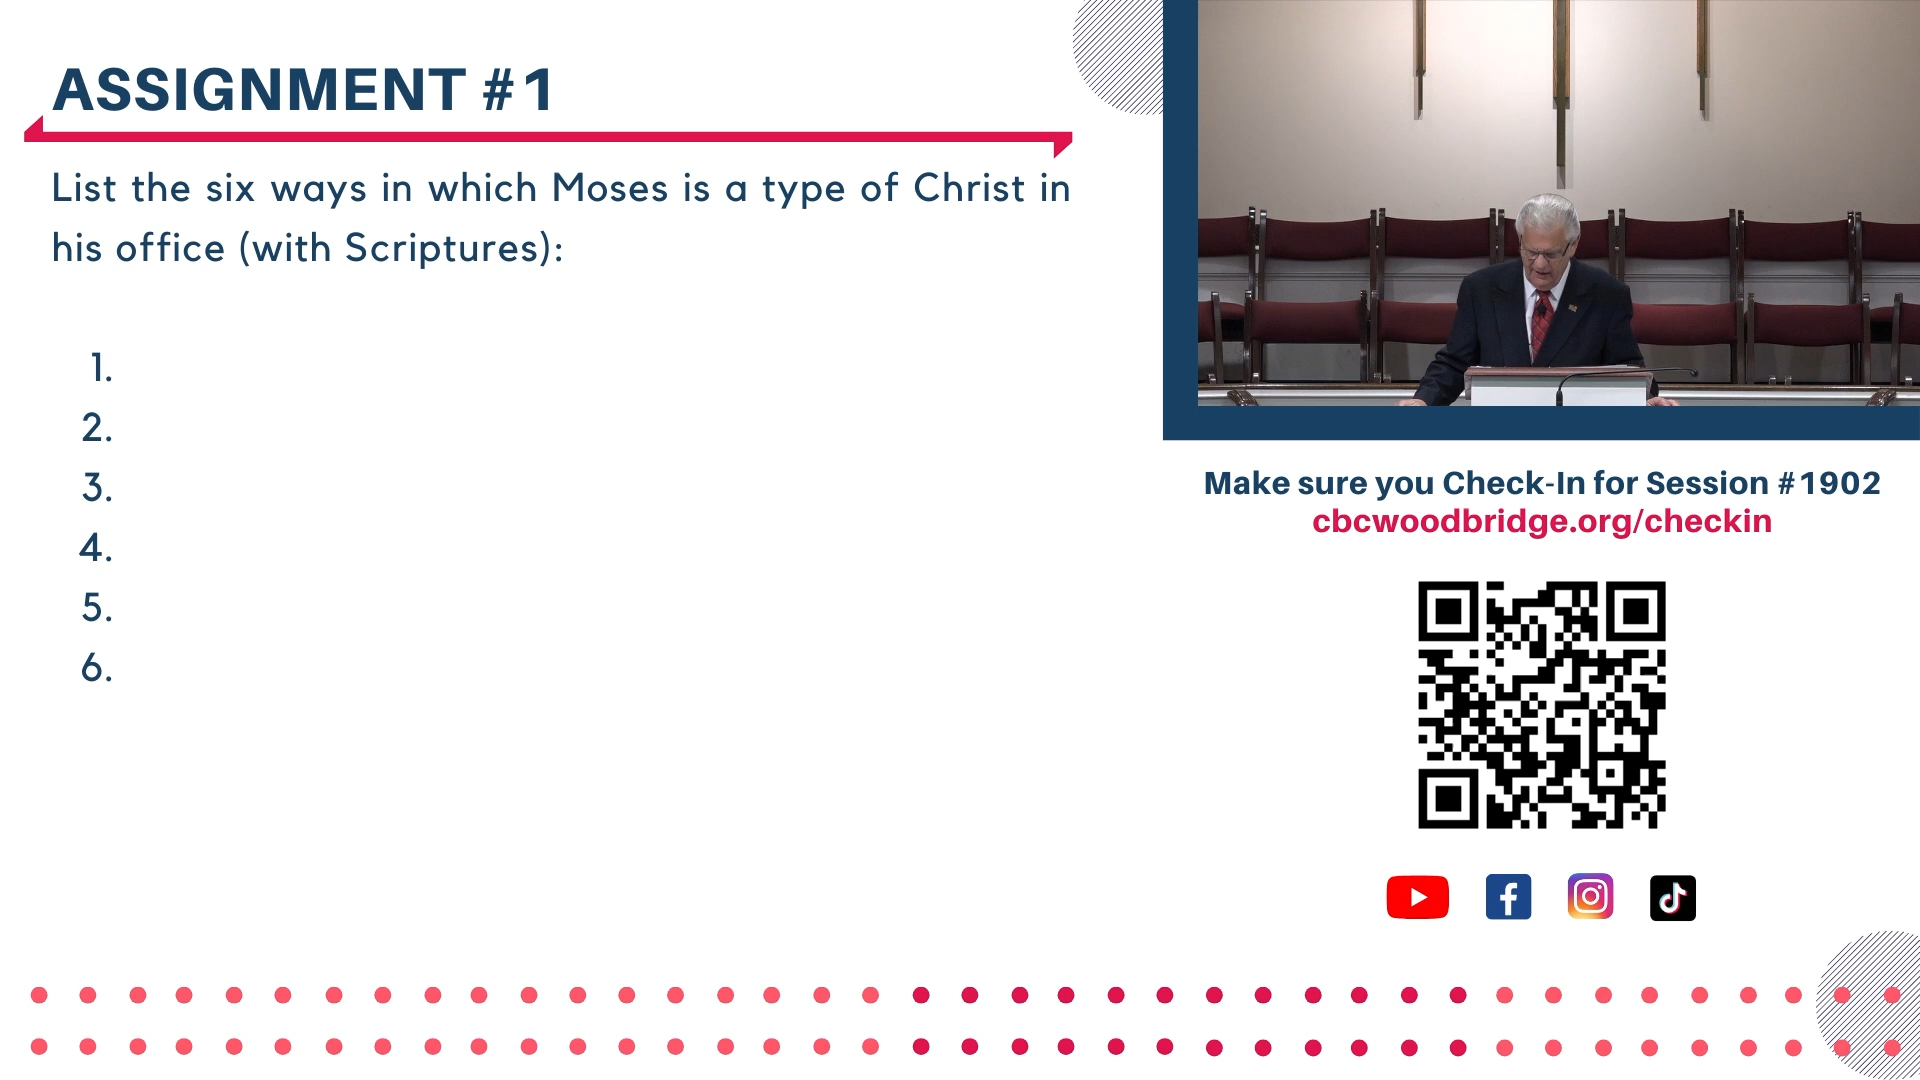 ASSIGNMENT #1
List the six ways in which Moses is a type of Christ in
his office (with Scriptures):
1.
2.
3.
4.
5.
6.
Make sure you Check-In for Session #1902
cbcwoodbridge.org/checkin